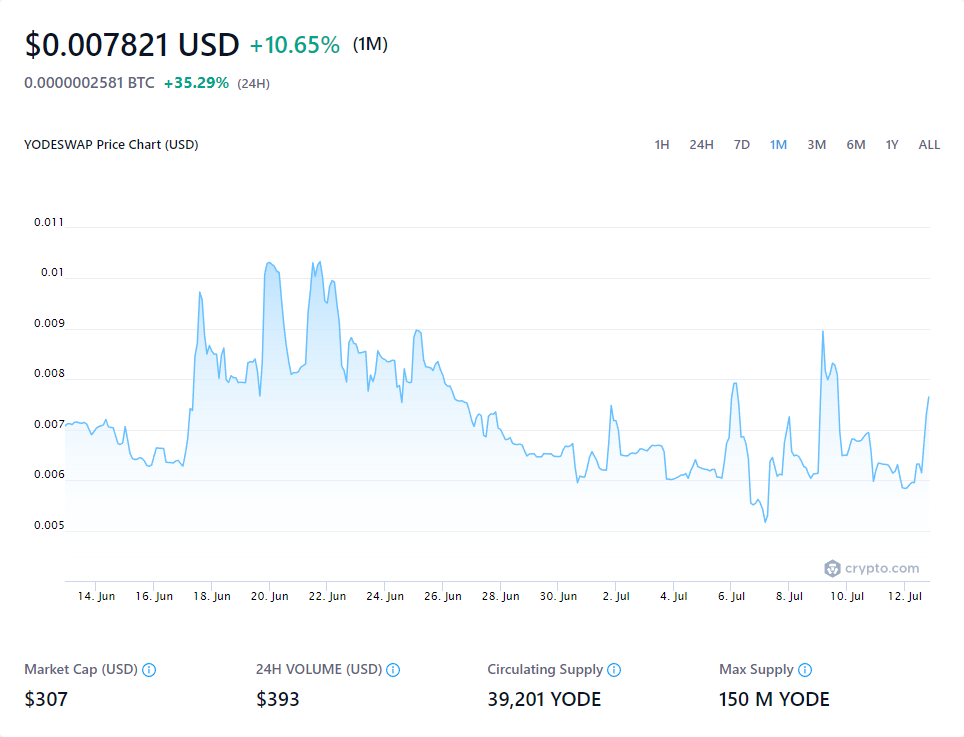 $0.007821 USD +10.65% (1M)
0.0000002581 BTC +35.29% (24H)
YODESWAP Price Chart (USD) 1H 24H 7D 1M 3M 6M 1Y ALL
0.011
0.01
0.009
0.008
0.007
0.006
0.005
crypto.com
14. Jun 16. Jun 18. Jun 20. Jun 22. Jun 24. Jun 26. Jun 28. Jun 30. Jun 2. Jul 4. Jul 6. Jul 8. Jul 10. Jul 12. Jul
Market Cap (USD) 24H VOLUME (USD) Circulating Supply Max Supply
$307 $393 39,201 YODE 150 M YODE